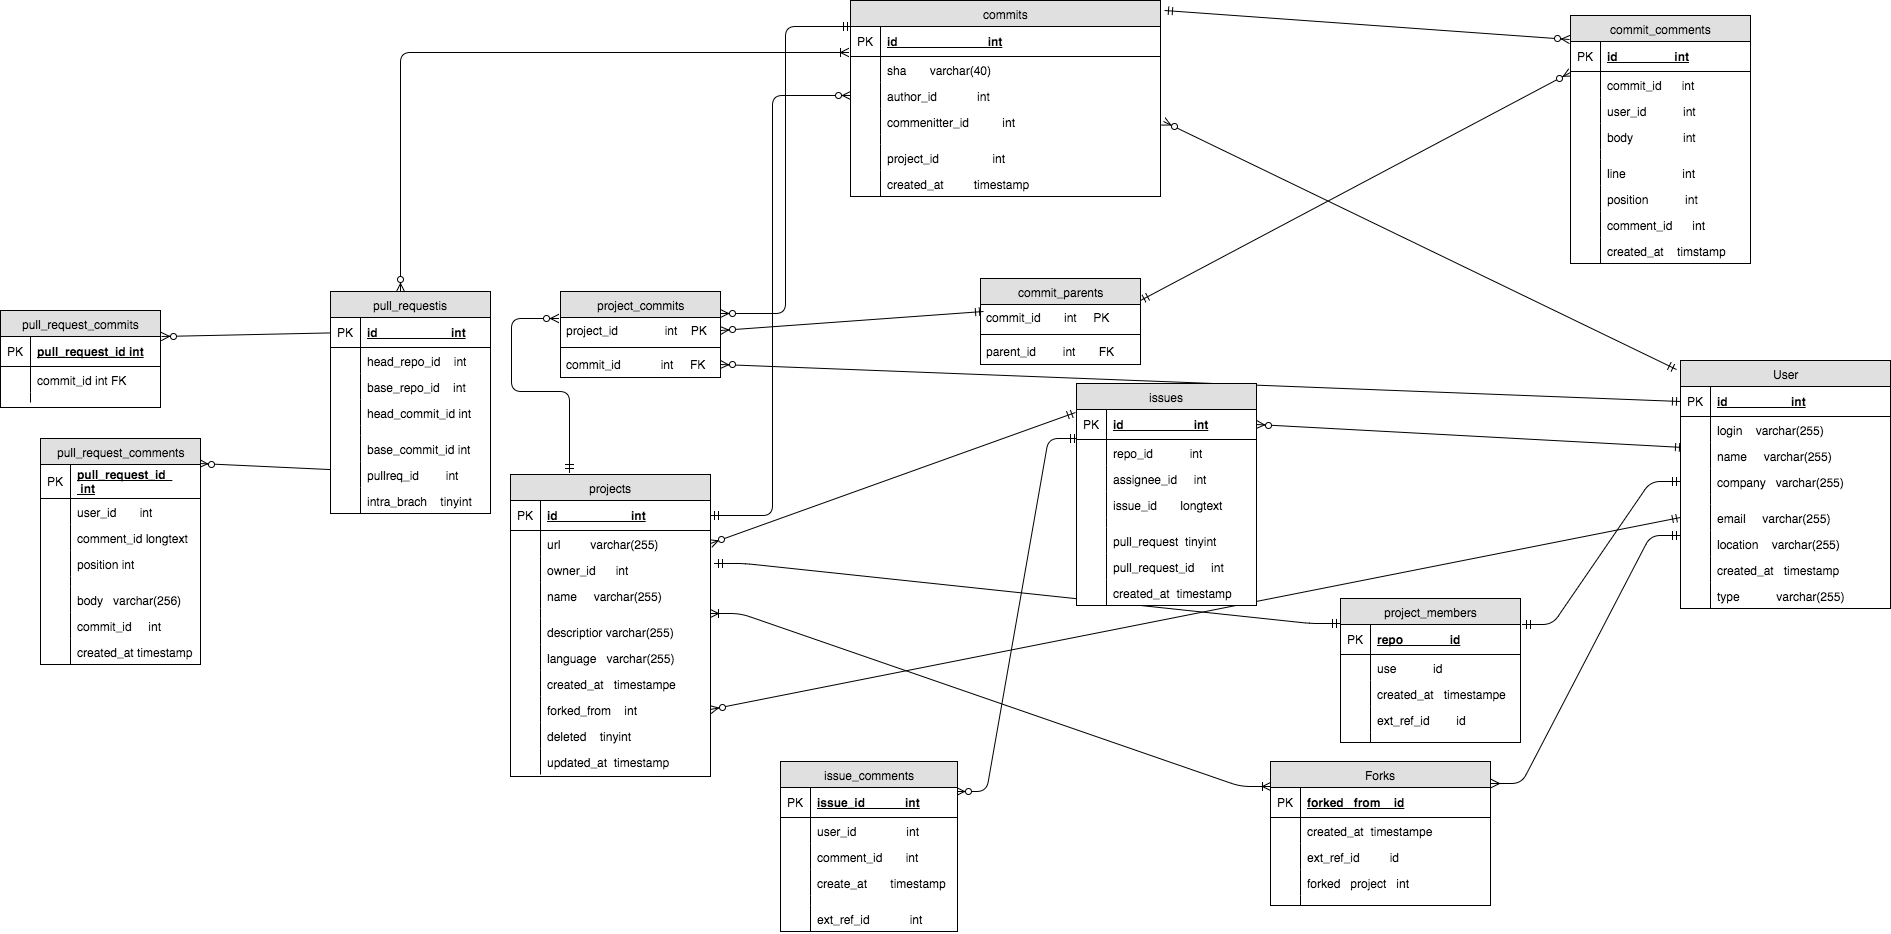 commits
PK id int
sha varchar(40)
author_id int
commenitter_id int
project_id int
created_at timestamp
commit_comments
PK id int
commit_id int
user_id int
body int
line int
position int
comment_id int
created_at timstamp
pull_request_commits
PK pull_request_id int
commit_id int FK
pull_requestis
PK id int
head_repo_id int
base_repo_id int
head_commit_id int
base_commit_id int
pullreq_id int
intra_brach tinyint
project_commits
project_id int PK
commit_id int FK
commit_parents
commit_id int PK
parent_id int FK
User
PK id int
login varchar(255)
name varchar(255)
company varchar(255)
email varchar(255)
location varchar(255)
created_at timestamp
type varchar(255)
issues
PK id int
repo_id int
assignee_id int
issue_id longtext
pull_request tinyint
pull_request_id int
created_at timestamp
pull_request_comments
PK pull_request_id
int
user_id int
comment_id longtext
position int
body varchar(256)
commit_id int
created_at timestamp
projects
PK id int
url varchar(255)
owner_id int
name varchar(255)
descriptior varchar(255)
language varchar(255)
created_at timestampe
forked_from int
deleted tinyint
updated_at timestamp
project_members
PK repo id
use id
created_at timestampe
ext_ref_id id
issue_comments
PK issue_id int
user_id int
comment_id int
create_at timestamp
ext_ref_id int
Forks
PK forked_from_id
created_at timestampe
ext_ref_id id
forked project int